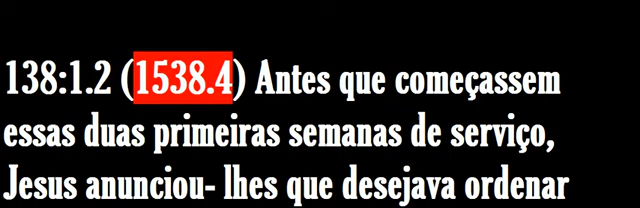 138:1.2 (1538.4) Antes que começassem
essas duas primeiras semanas de serviço,
Jesus anunciou- lhes que desejava ordenar